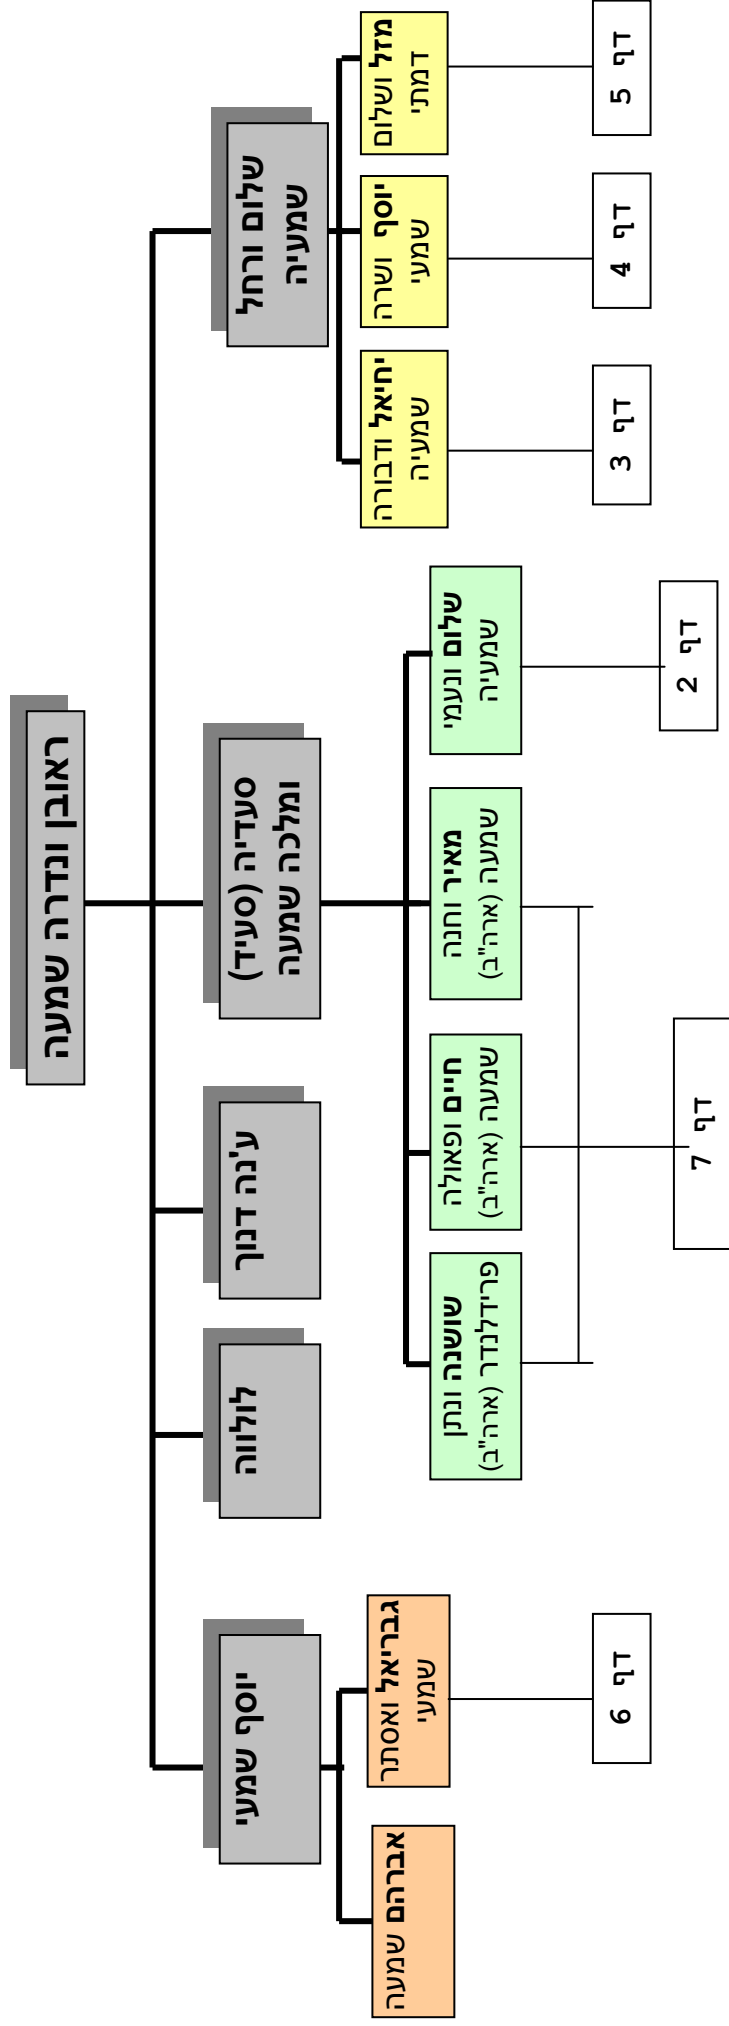 ראובן ונדרה שמעה
שלום ורחל
שמעיה
סעדיה (סעיד)
ומלכה שמעה
ע'נה דנוך
לולווה
יוסף שמעי
מזל ושלום
דמתי
יוסף ושרה
שמעי
יחיאל ודבורה
שמעיה
שלום ונעמי
שמעיה
מאיר וחנה
שמעה (ארה"ב)
חיים ופאולה
שמעה (ארה"ב)
שושנה ונתן
פרידלנדר (ארה"ב)
גבריאל ואסתר
שמעי
אברהם שמעה
דף 5
דף 4
דף 3
דף 2
דף 7
דף 6